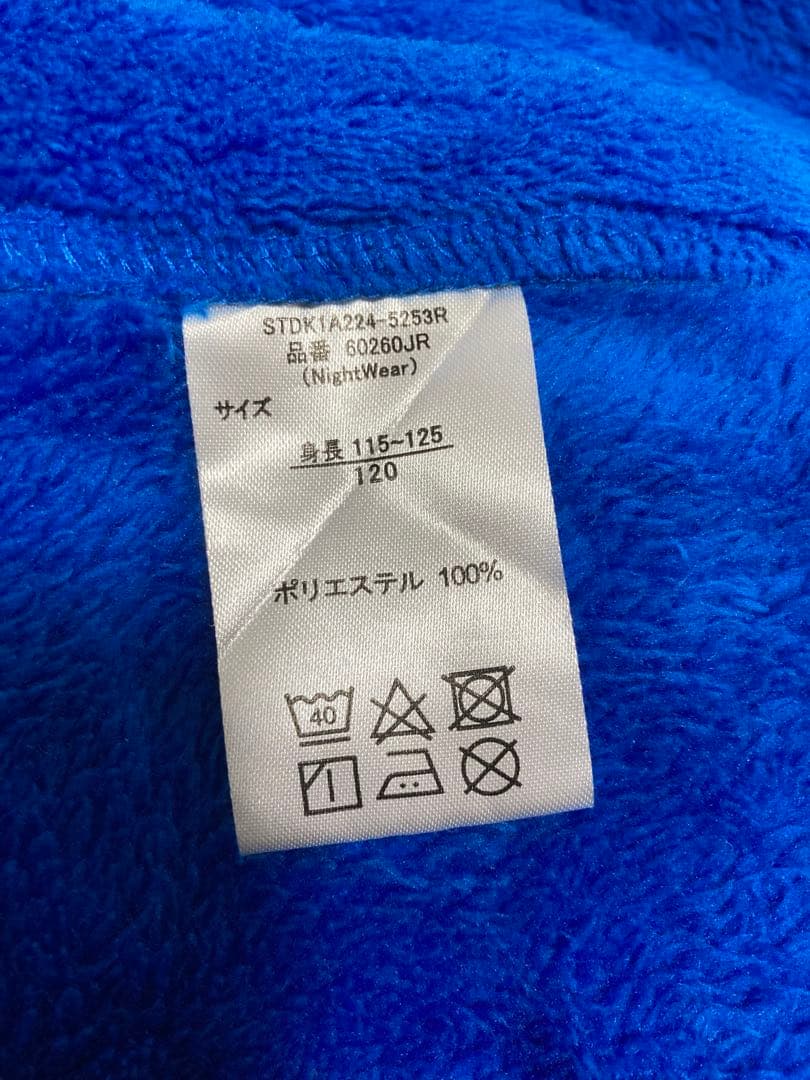 STDK1A224-5253R
品番 60260JR
(NightWear)
サイズ
身長 115~125
120
ポリエステル 100%
40